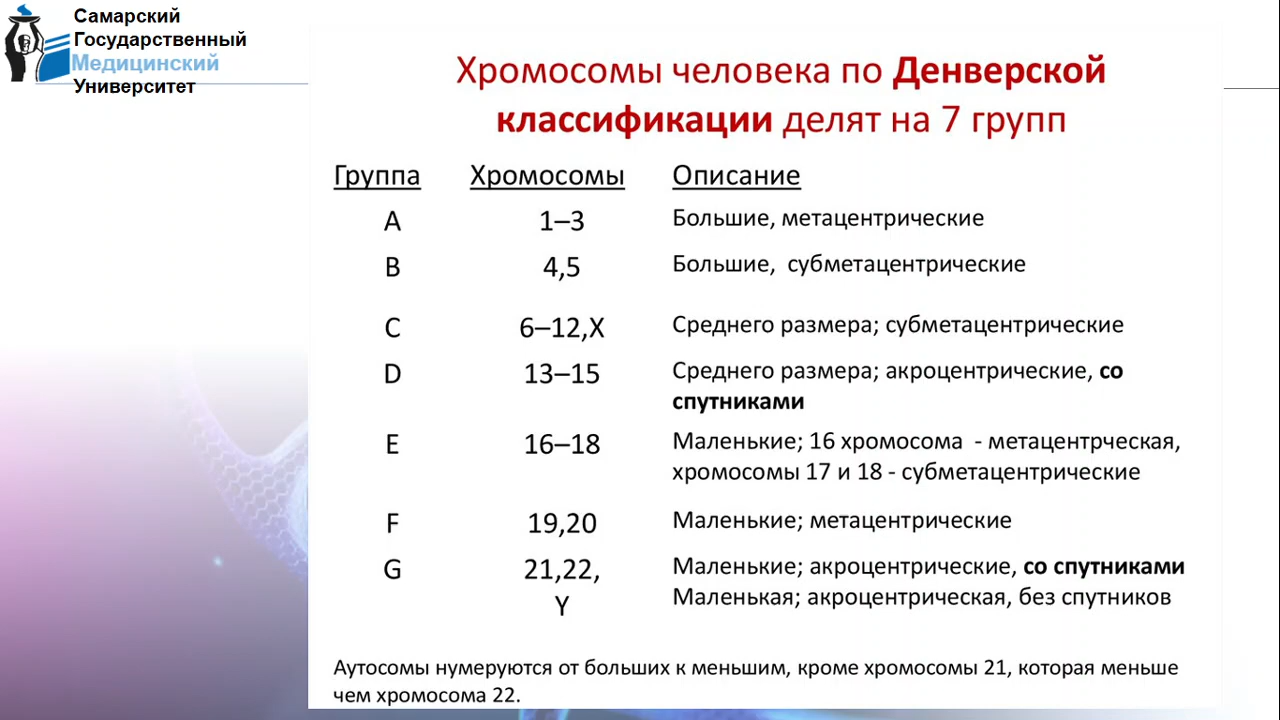 Самарский
Государственный
Медицинский
Университет
Хромосомы человека по Денверской
классификации делят на 7 групп
Группа Хромосомы Описание
A 1–3 Большие, метацентрические
B 4,5 Большие, субметацентрические
C 6–12,X Среднего размера; субметацентрические
D 13–15 Среднего размера; акроцентрические, со
спутниками
E 16–18 Маленькие; 16 хромосома - метацентрческая,
хромосомы 17 и 18 - субметацентрические
F 19,20 Маленькие; метацентрические
G 21,22, Маленькие; акроцентрические, со спутниками
Y Маленькая; акроцентрическая, без спутников
Аутосомы нумеруются от больших к меньшим, кроме хромосомы 21, которая меньше
чем хромосома 22.